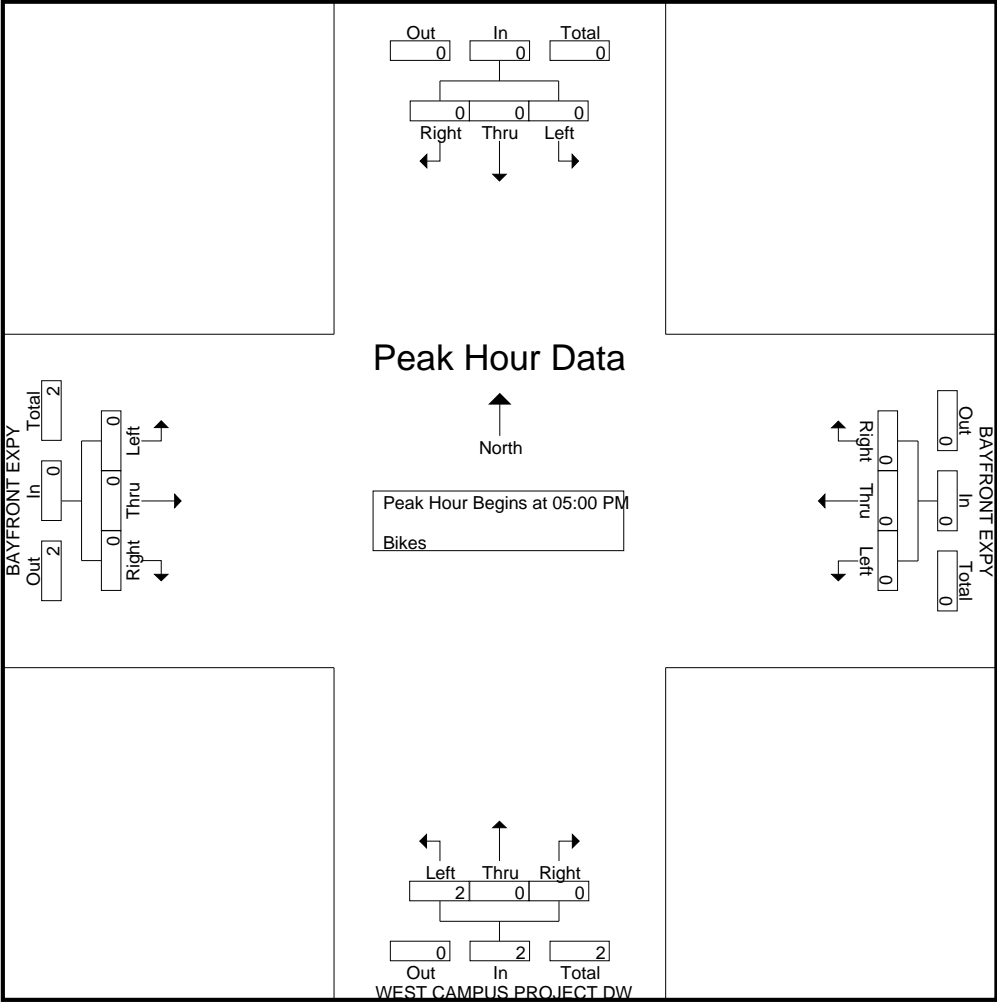 Out In Total
0 0 0
0 0 0
Right Thru Left
Peak Hour Data
North
Peak Hour Begins at 05:00 PM
Bikes
BAYFRONT EXPY
Total In Out
2 0 2
0 0 0
Left Thru Right
BAYFRONT EXPY
Out In Total
0 0 0
0 0 0
Right Thru Left
Left Thru Right
2 0 0
0 2 2
Out In Total
WEST CAMPUS PROJECT DW